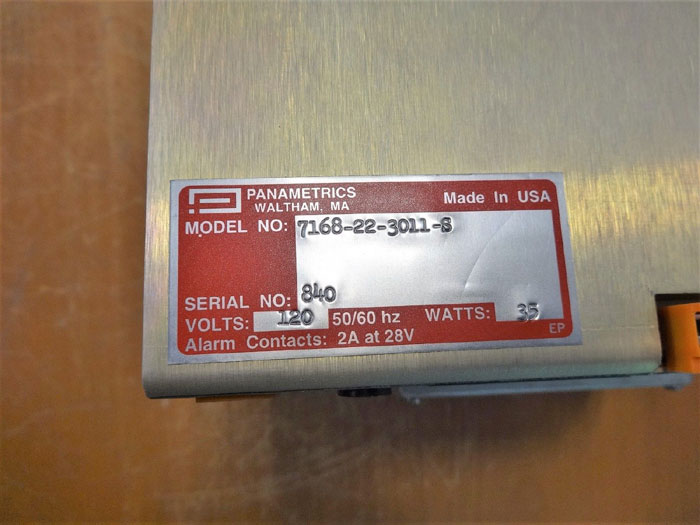 PANAMETRICS
WALTHAM, MA
Made In USA
MODEL NO: 7168-22-3011-S
SERIAL NO: 840
VOLTS: 120 50/60 hz WATTS: 35
Alarm Contacts: 2A at 28V
EP